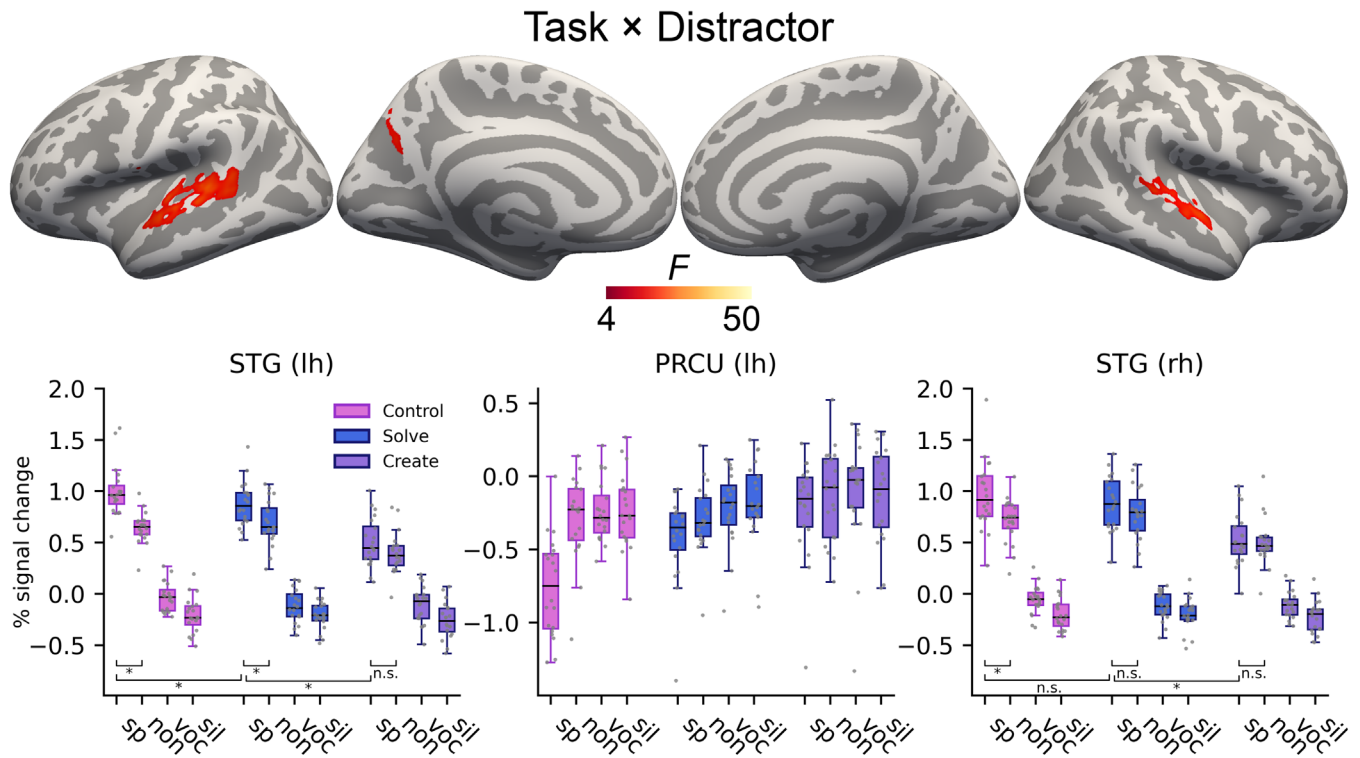 Task × Distractor
F
4 50
STG (lh)
2.0
1.5
1.0
0.5
0.0
−0.5
% signal change
Control
Solve
Create
* * n.s.
* *
sp non voc sil sp non voc sil sp non voc sil
PRCU (lh)
0.5
0.0
−0.5
−1.0
sp non voc sil sp non voc sil sp non voc sil
STG (rh)
2.0
1.5
1.0
0.5
0.0
−0.5
* n.s. n.s.
n.s. *
sp non voc sil sp non voc sil sp non voc sil